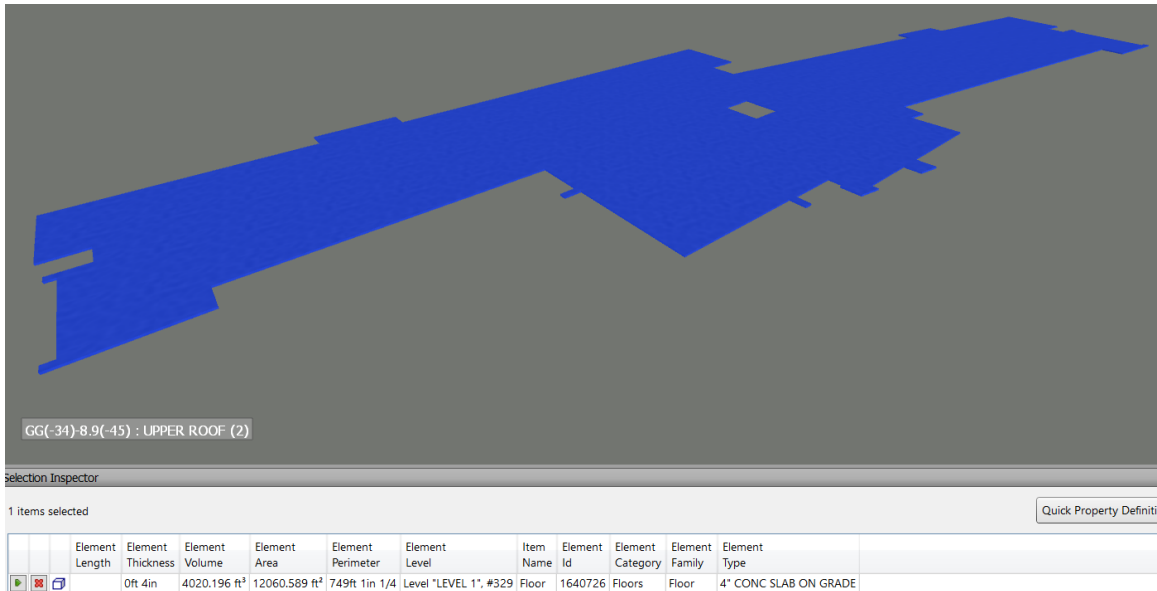 GG(-34)-8.9(-45) : UPPER ROOF (2)
Selection Inspector
1 items selected
Quick Property Definiti
Element Length Element Thickness Element Volume Element Area Element Perimeter Element Level Item Name Element Id Element Category Element Family Element Type
0ft 4in 4020.196 ft³ 12060.589 ft² 749ft 1in 1/4 Level "LEVEL 1", #329 Floor 1640726 Floors Floor 4" CONC SLAB ON GRADE